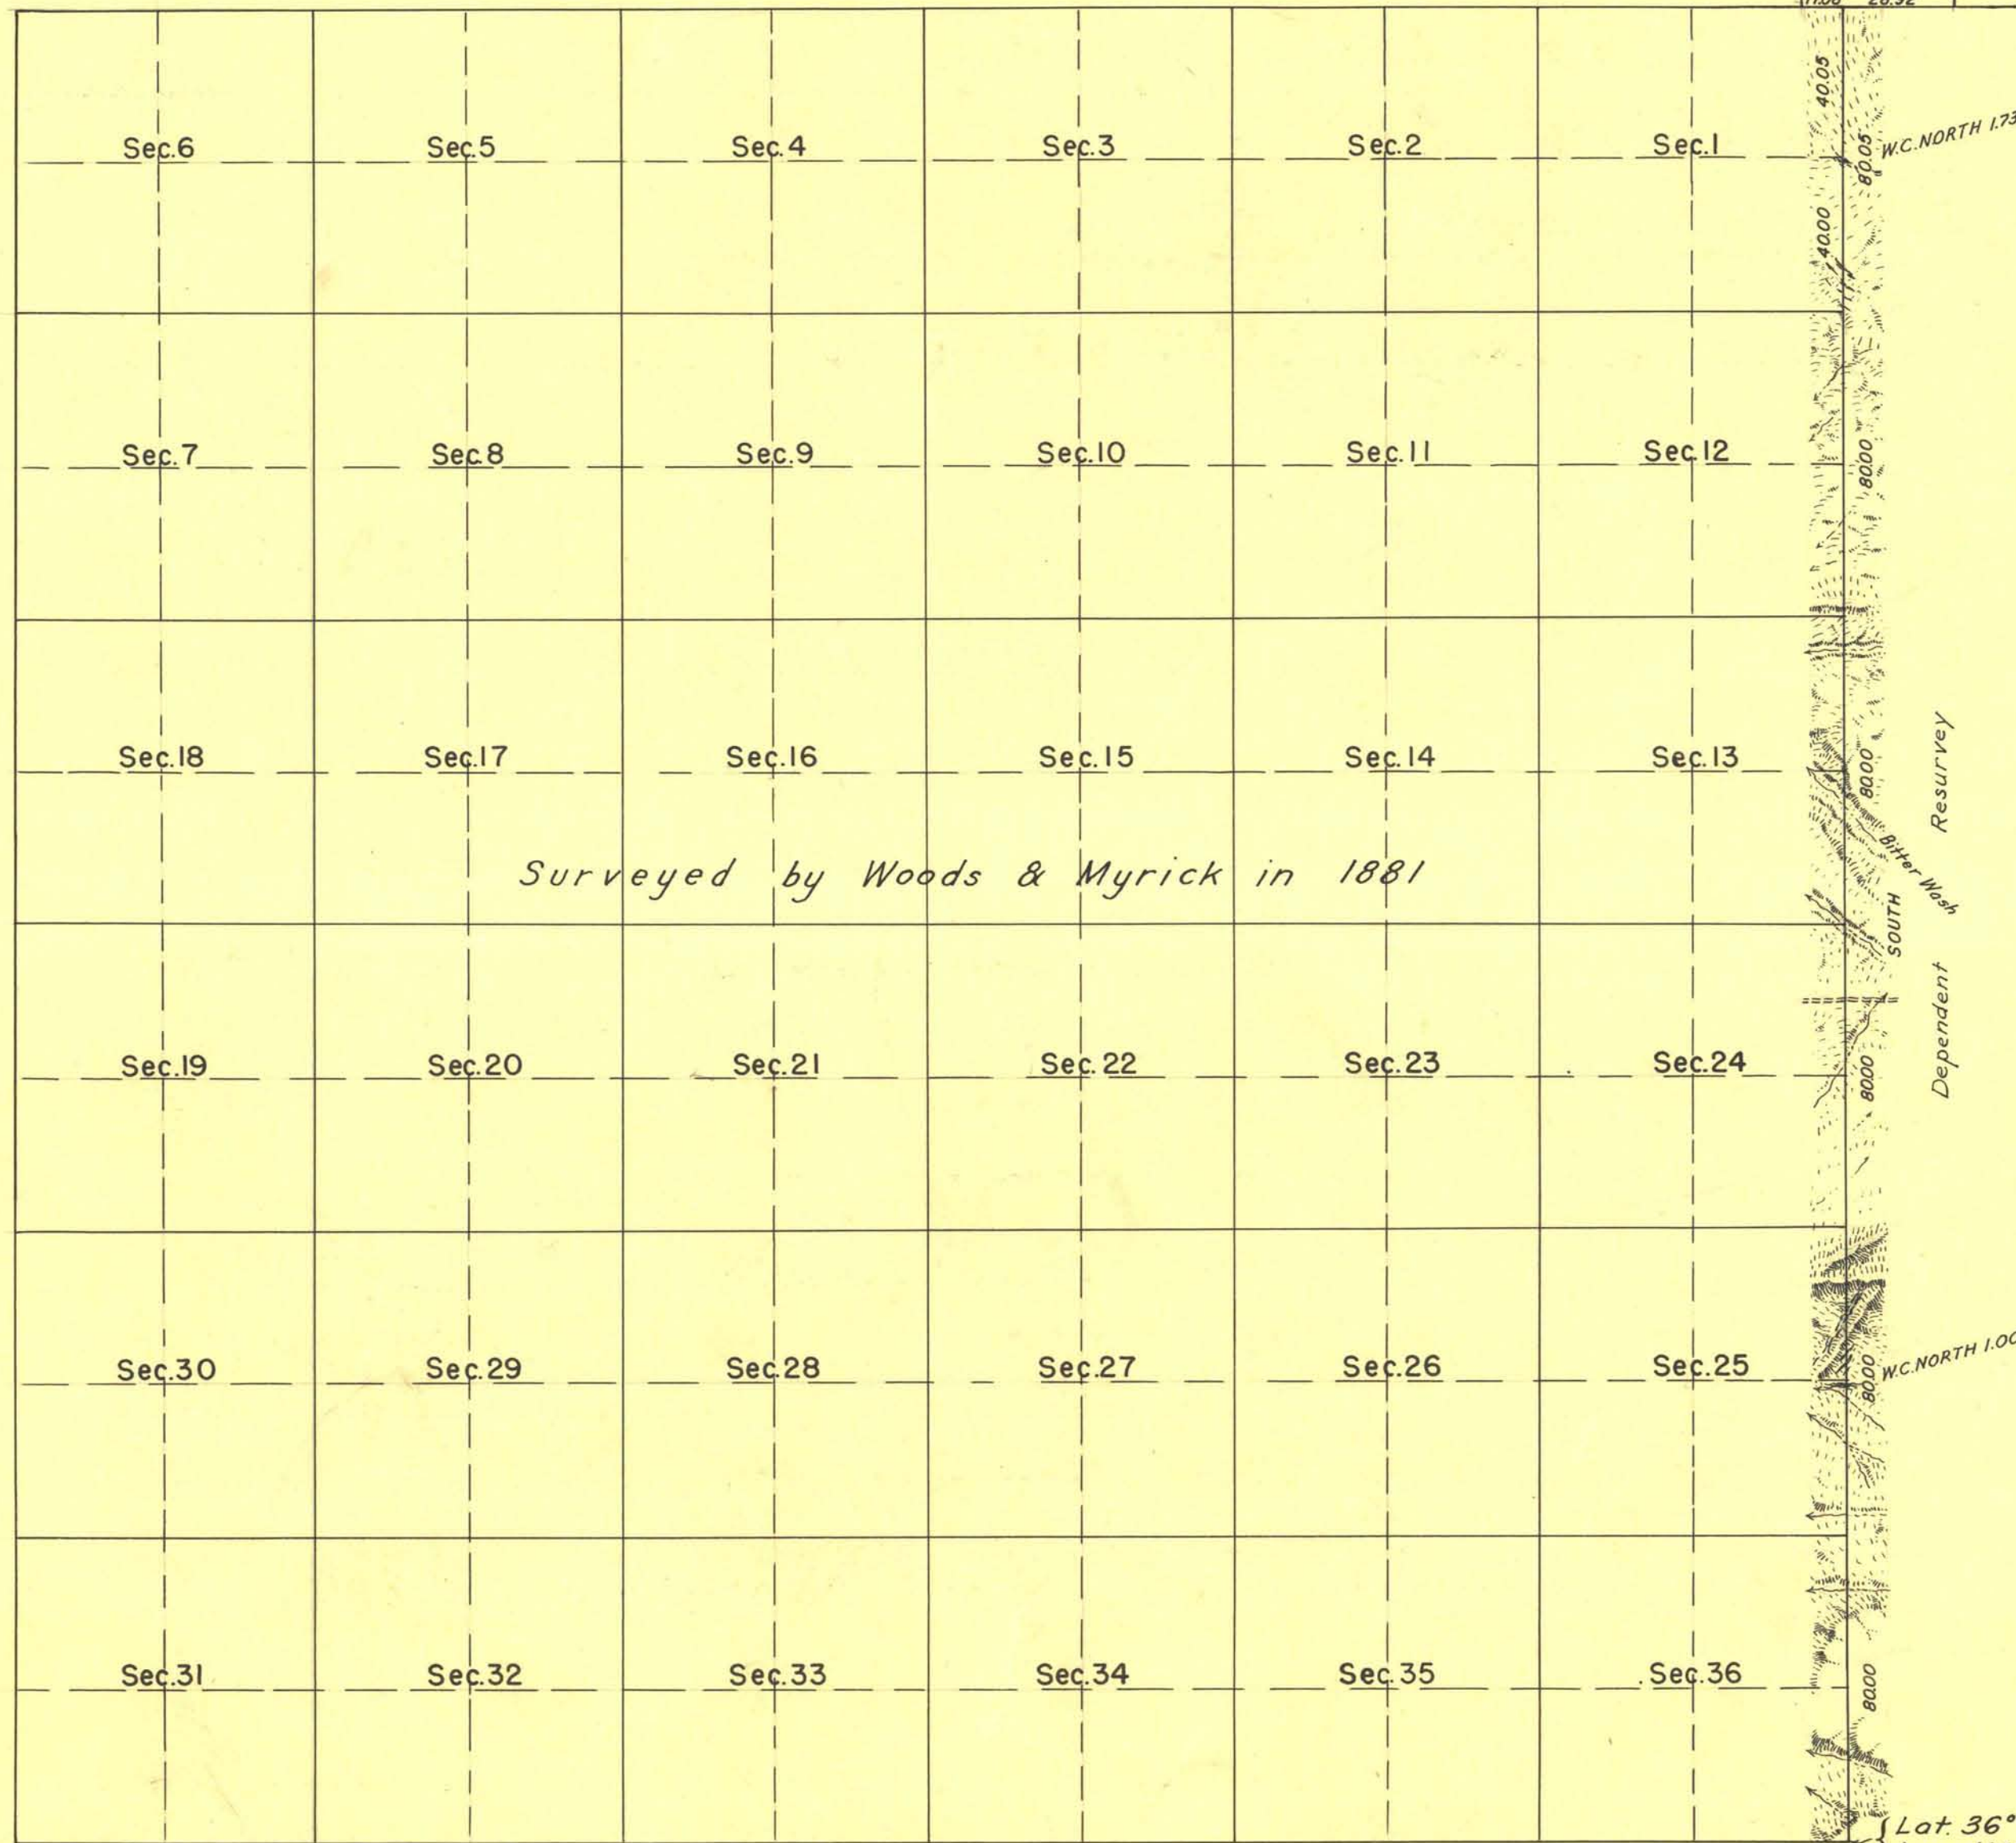 40.05
Sec.6 Sec.5 Sec.4 Sec.3 Sec.2 Sec.1
80.05
W.C.NORTH 1.73
40.00
Sec.7 Sec.8 Sec.9 Sec.10 Sec.11 Sec.12
80.00
Sec.18 Sec.17 Sec.16 Sec.15 Sec.14 Sec.13
80.00
Surveyed by Woods & Myrick in 1881
Bitter Wash
SOUTH
Dependent Resurvey
Sec.19 Sec.20 Sec.21 Sec.22 Sec.23 Sec.24
80.00
Sec.30 Sec.29 Sec.28 Sec.27 Sec.26 Sec.25
80.00
W.C.NORTH 1.00
Sec.31 Sec.32 Sec.33 Sec.34 Sec.35 Sec.36
80.00
Lat. 36°